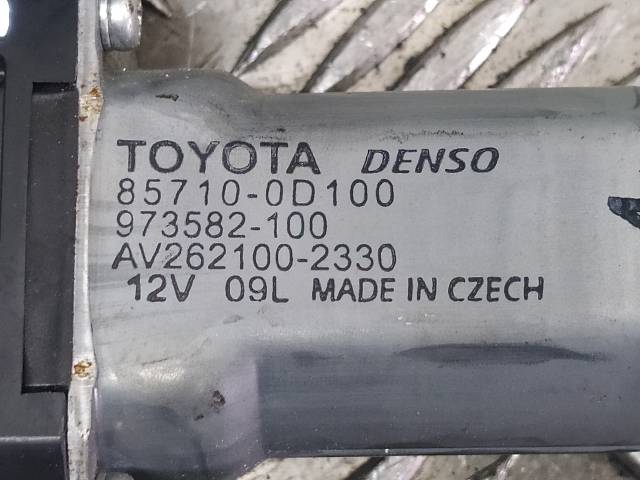 TOYOTA DENSO
85710-0D100
973582-100
AV262100-2330
12V 09L MADE IN CZECH